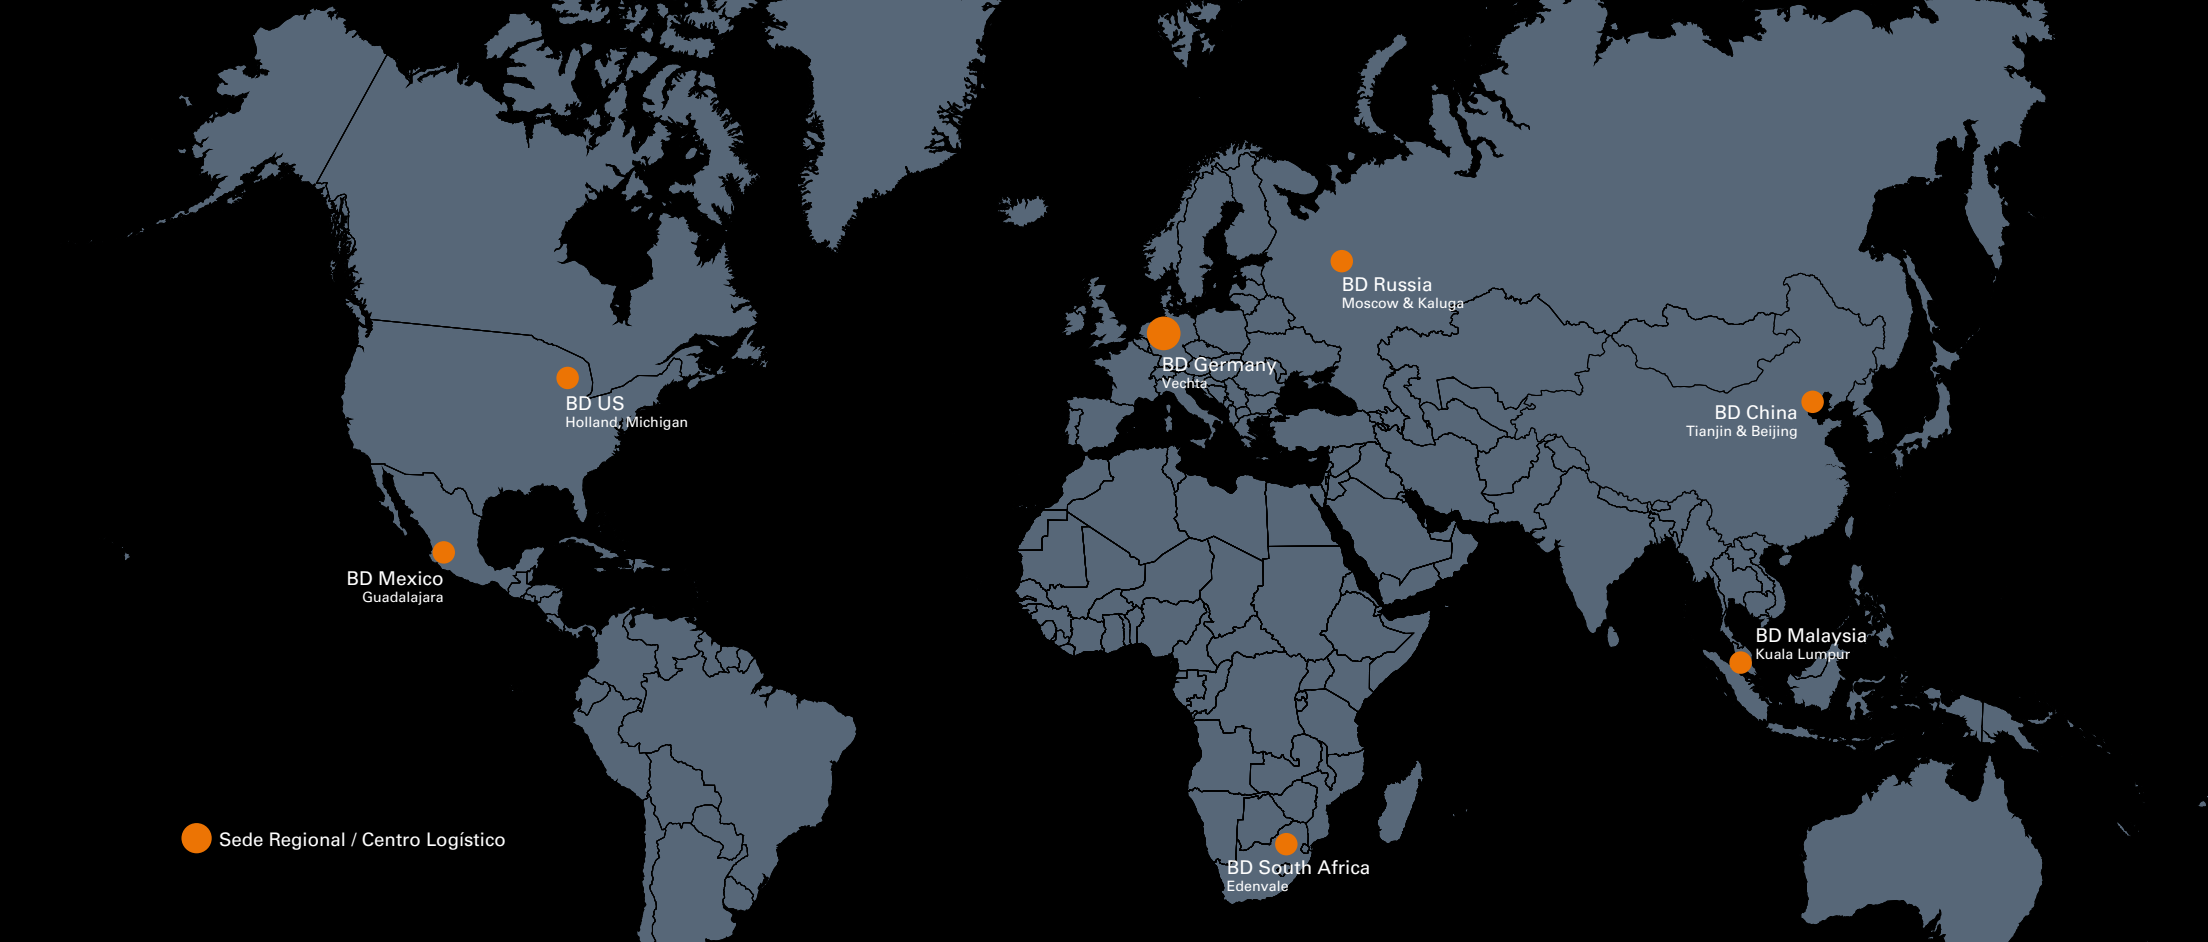 BD Russia
Moscow & Kaluga
BD Germany
Vechta
BD US
Holland, Michigan
BD China
Tianjin & Beijing
BD Mexico
Guadalajara
BD Malaysia
Kuala Lumpur
Sede Regional / Centro Logístico
BD South Africa
Edenvale